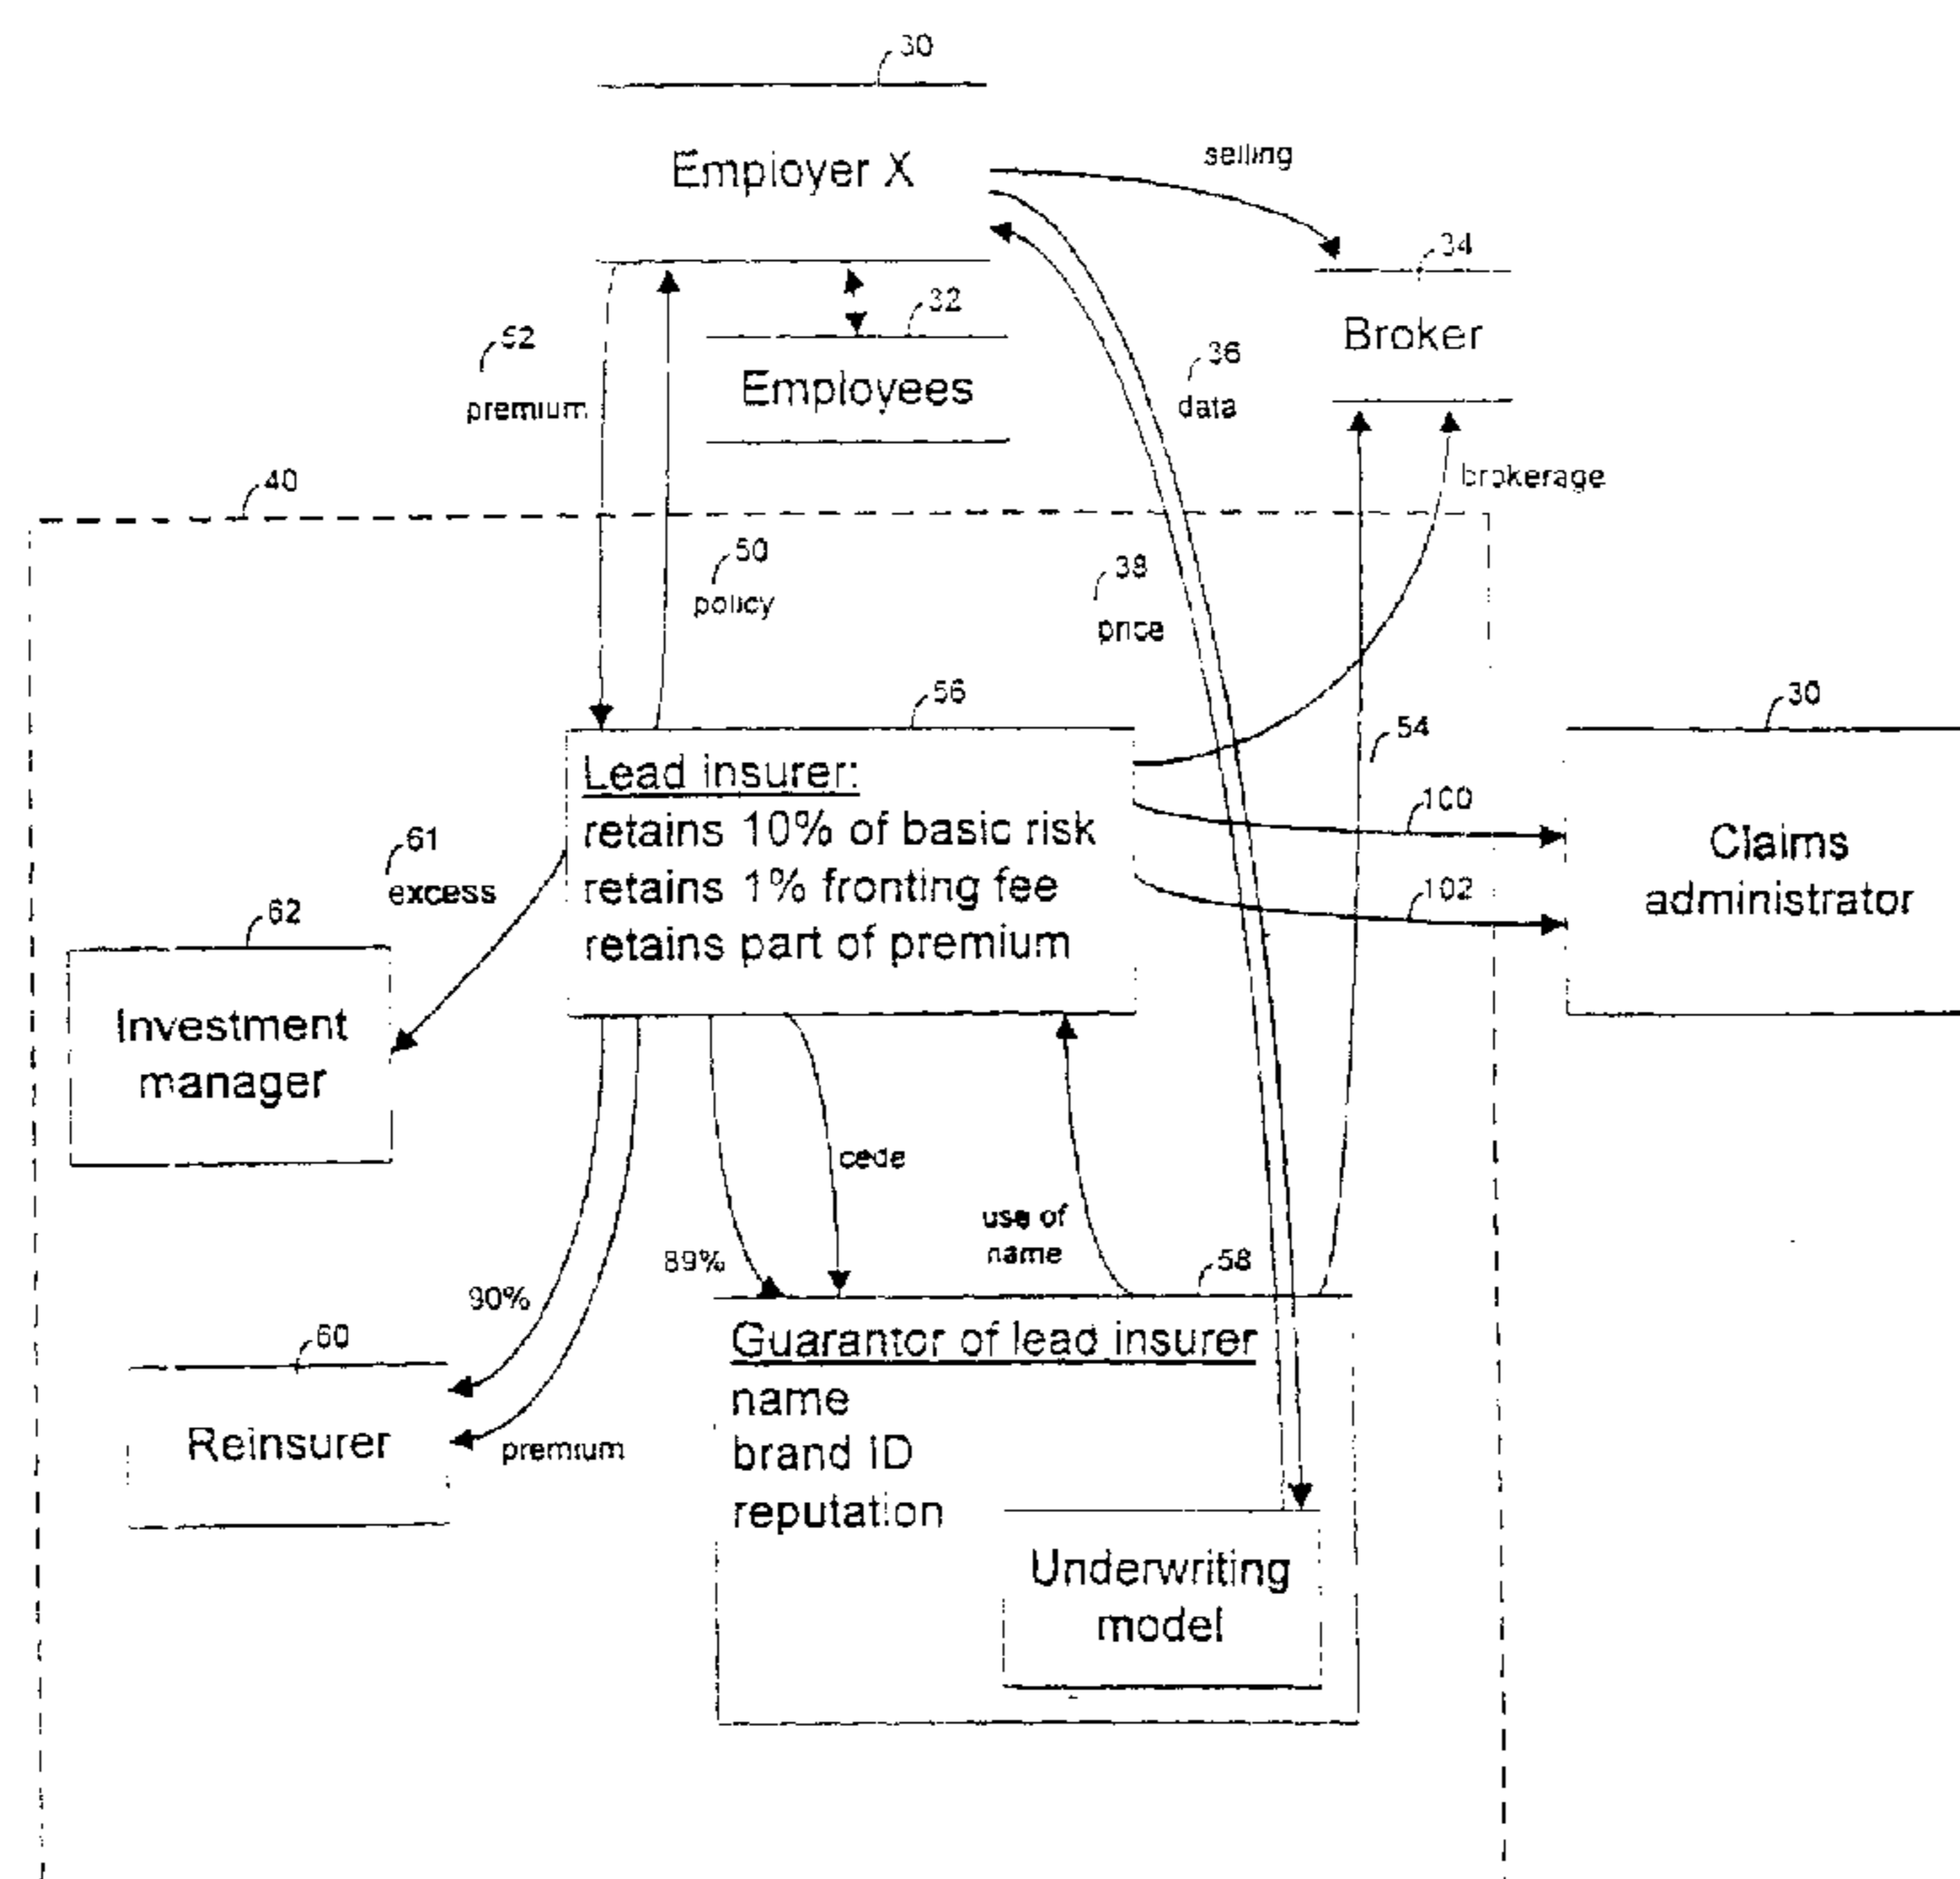 30
Employer X
selling
34
Broker
32
Employees
52
premium
36
data
brokerage
40
50
policy
38
price
56
Lead insurer:
retains 10% of basic risk
retains 1% fronting fee
retains part of premium
54
30
100
102
Claims
administrator
61
excess
62
Investment
manager
cede
use of
name
89%
58
90%
60
Reinsurer
premium
Guarantor of lead insurer
name
brand ID
reputation
Underwriting
model